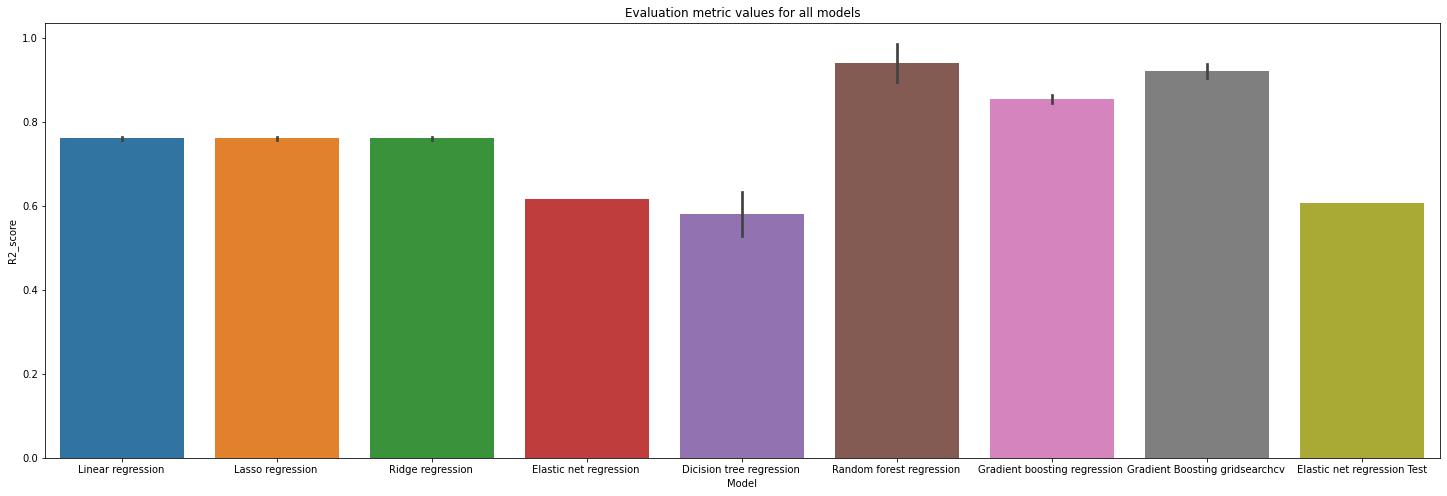 Evaluation metric values for all models
1.0
0.8
0.6
0.4
0.2
0.0
R2_score
Linear regression
Lasso regression
Ridge regression
Elastic net regression
Dicision tree regression
Random forest regression
Gradient boosting regression
Gradient Boosting gridsearchcv
Elastic net regression Test
Model